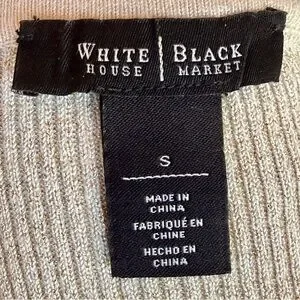 WHITE | BLACK
HOUSE | MARKET
S
MADE IN
CHINA
FABRIQUÉ EN
CHINE
HECHO EN
CHINA